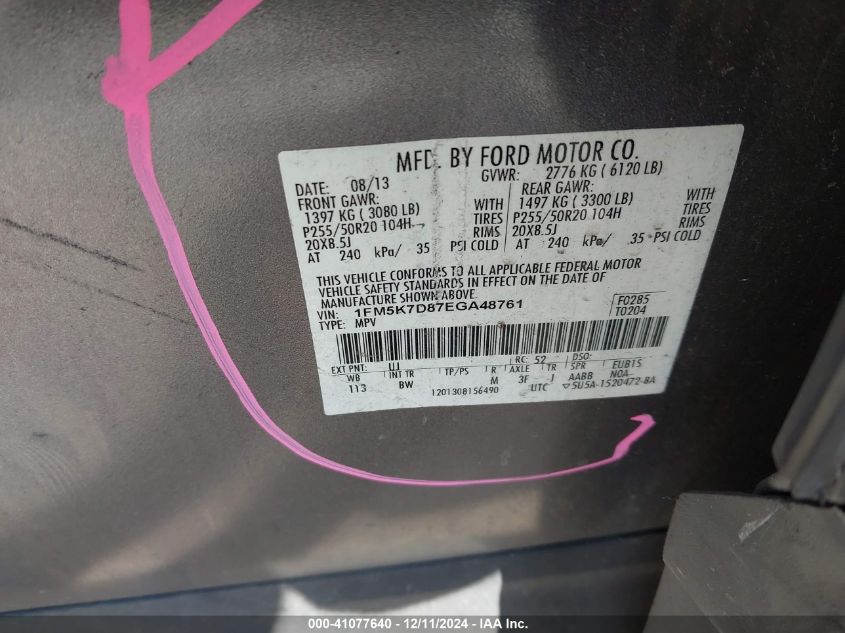 MFD. BY FORD MOTOR CO.
DATE: 08/13 GVWR: 2776 KG ( 6120 LB)
FRONT GAWR: REAR GAWR:
1397 KG ( 3080 LB) WITH 1497 KG ( 3300 LB) WITH
P255/50R20 104H TIRES P255/50R20 104H TIRES
20X8.5J RIMS 20X8.5J RIMS
AT 240 kPa/ 35 PSI COLD AT 240 kPa/ 35 PSI COLD
THIS VEHICLE CONFORMS TO ALL APPLICABLE FEDERAL MOTOR
VEHICLE SAFETY STANDARDS IN EFFECT ON THE DATE OF
MANUFACTURE SHOWN ABOVE.
VIN: 1FM5K7D87EGA48761 F0285
TYPE: MPV T0204
EXT PNT: UJ RC: 52 DSO:
WB INT TR TP/PS R AXLE TR SPR EUB1S
113 BW M 3F J AABB N0A
1201308156490 UTC ▽5U5A-1520472-BA
000-41077640 - 12/11/2024 - IAAI Inc.